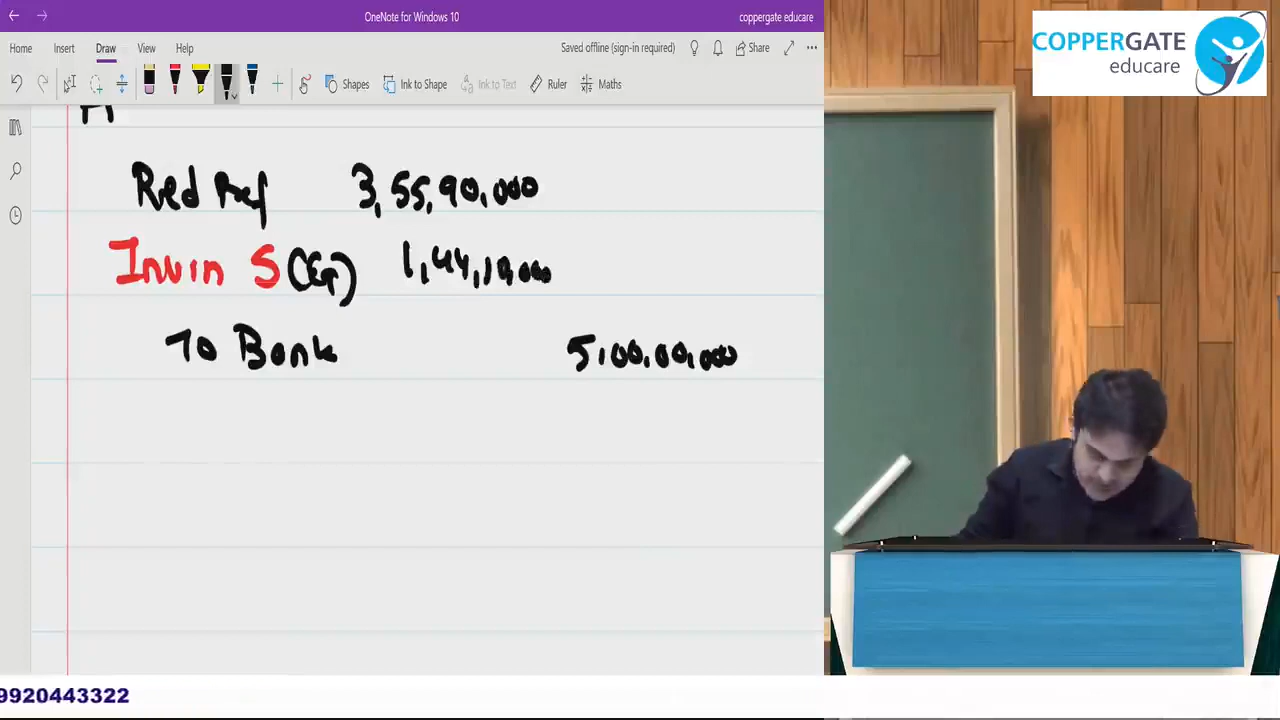 OneNote for Windows 10
coppergate educare
Home Insert Draw View Help
Saved offline (sign-in required)
Share
Shapes
Ink to Shape
Ink to Text
Ruler
Maths
COPPERGATE
educare
A
Red Pref 3,55,90,000
Inv in S (Eq) 1,44,10,000
To Bank 5,00,00,000
9920443322